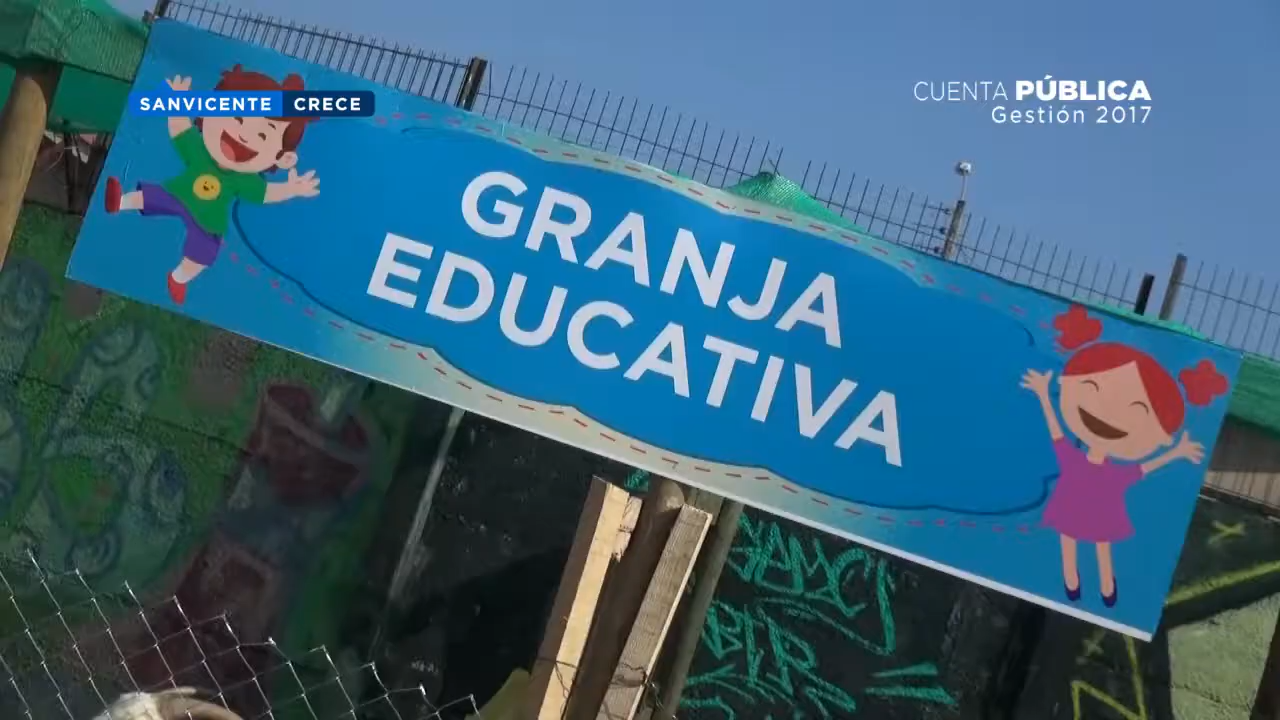 SANVICENTE CRECE
CUENTA PÚBLICA
Gestión 2017
GRANJA
EDUCATIVA